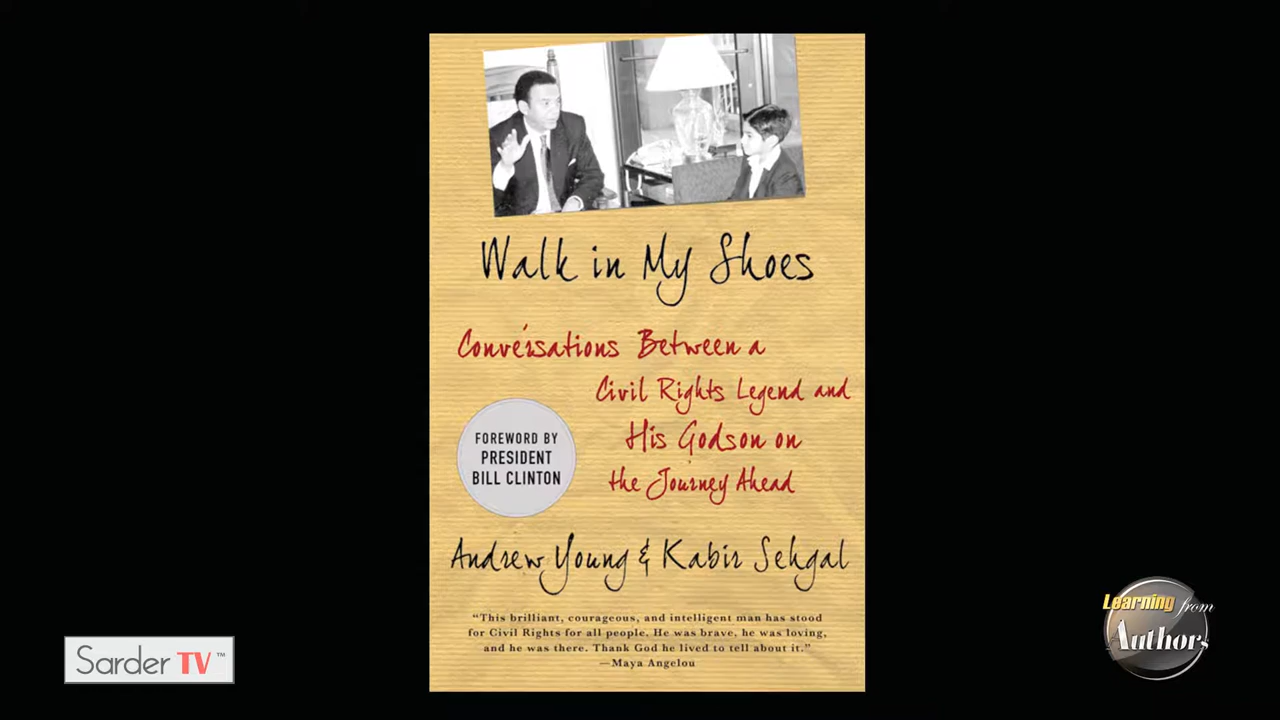 Walk in My Shoes
Conversations Between a
Civil Rights Legend and
His Godson on
the Journey Ahead
FOREWORD BY
PRESIDENT
BILL CLINTON
Andrew Young & Kabir Sehgal
“This brilliant, courageous, and intelligent man has stood
for Civil Rights for all people. He was brave, he was loving,
and he was there. Thank God he lived to tell about it.”
—Maya Angelou
Sarder TV™
Learning from
Authors